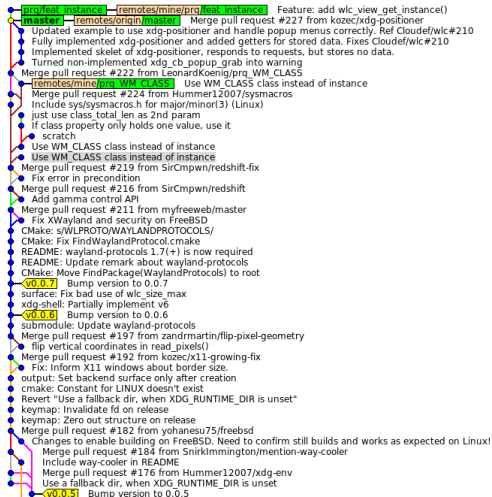 prq/feat_instance remotes/mine/prq_feat_instance Feature: add wlc_view_get_instance()
master remotes/origin/master Merge pull request #227 from kozec/xdg-positioner
Updated example to use xdg-positioner and handle popup menus correctly. Ref Cloudef/wlc#210
Fully implemented xdg-positioner and added getters for stored data. Fixes Cloudef/wlc#210
Implemented skelet of xdg-positioner, responds to requests, but stores no data.
Turned non-implemented xdg_cb_popup_grab into warning
Merge pull request #222 from LeonardKoenig/prq_WM_CLASS
remotes/mine/prq_WM_CLASS Use WM_CLASS class instead of instance
Merge pull request #224 from Hummer12007/sysmacros
Include sys/sysmacros.h for major/minor(3) (Linux)
just use class_total_len as 2nd param
If class property only holds one value, use it
scratch
Use WM_CLASS class instead of instance
Use WM_CLASS class instead of instance
Merge pull request #219 from SirCmpwn/redshift-fix
Fix error in precondition
Merge pull request #216 from SirCmpwn/redshift
Add gamma control API
Merge pull request #211 from myfreeweb/master
Fix XWayland and security on FreeBSD
CMake: s/WLPROTO/WAYLANDPROTOCOLS/
CMake: Fix FindWaylandProtocol.cmake
README: wayland-protocols 1.7(+) is now required
README: Update remark about wayland-protocols
CMake: Move FindPackage(WaylandProtocols) to root
v0.0.7 Bump version to 0.0.7
surface: Fix bad use of wlc_size_max
xdg-shell: Partially implement v6
v0.0.6 Bump version to 0.0.6
submodule: Update wayland-protocols
Merge pull request #197 from zandrmartin/flip-pixel-geometry
flip vertical coordinates in read_pixels()
Merge pull request #192 from kozec/x11-growing-fix
Fix: Inform X11 windows about border size.
output: Set backend surface only after creation
cmake: Constant for LINUX doesn't exist
Revert "Use a fallback dir, when XDG_RUNTIME_DIR is unset"
keymap: Invalidate fd on release
keymap: Zero out structure on release
Merge pull request #182 from yohanesu75/freebsd
Changes to enable building on FreeBSD. Need to confirm still builds and works as expected on Linux!
Merge pull request #184 from SnirkImmington/mention-way-cooler
Include way-cooler in README
Merge pull request #176 from Hummer12007/xdg-env
Use a fallback dir, when XDG_RUNTIME_DIR is unset
v0.0.5 Bump version to 0.0.5